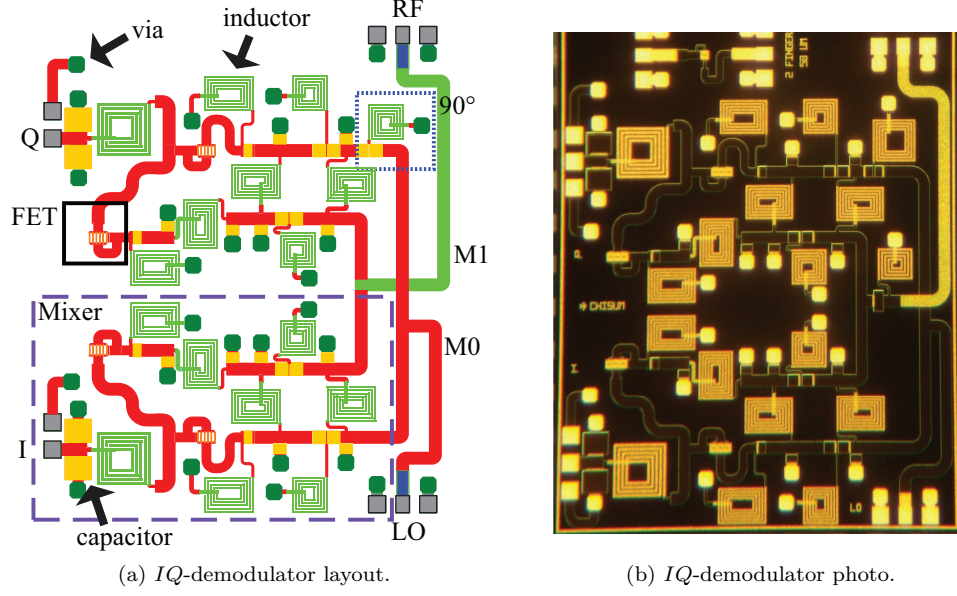 RF
via
inductor
90°
Q
FET
M1
Mixer
M0
I
capacitor
LO
2 FINGER
50 UM
P
CHISUM
I
LO
(a) IQ-demodulator layout.
(b) IQ-demodulator photo.